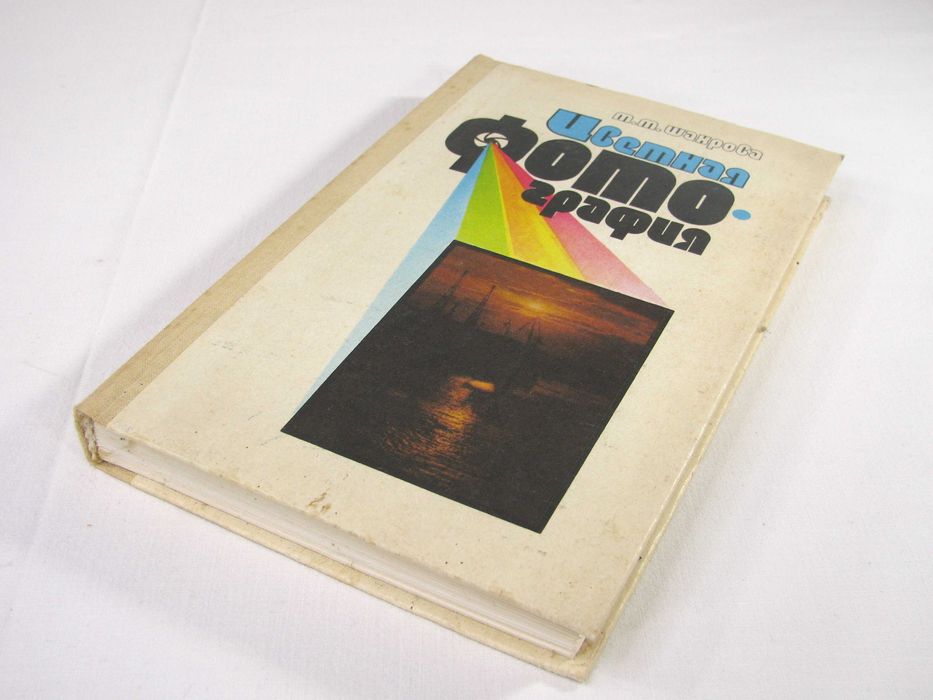 М.М. Шахрова
Цветная
Фото-
графия